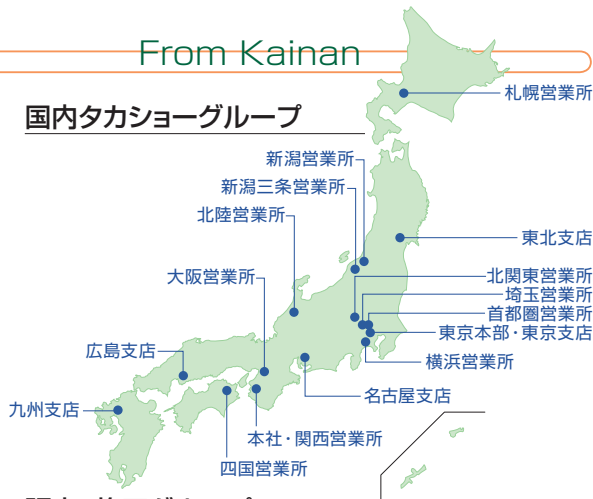 From Kainan
国内タカショーグループ
札幌営業所
新潟営業所
新潟三条営業所
北陸営業所
東北支店
大阪営業所
北関東営業所
埼玉営業所
首都圏営業所
東京本部・東京支店
広島支店
横浜営業所
名古屋支店
九州支店
本社・関西営業所
四国営業所